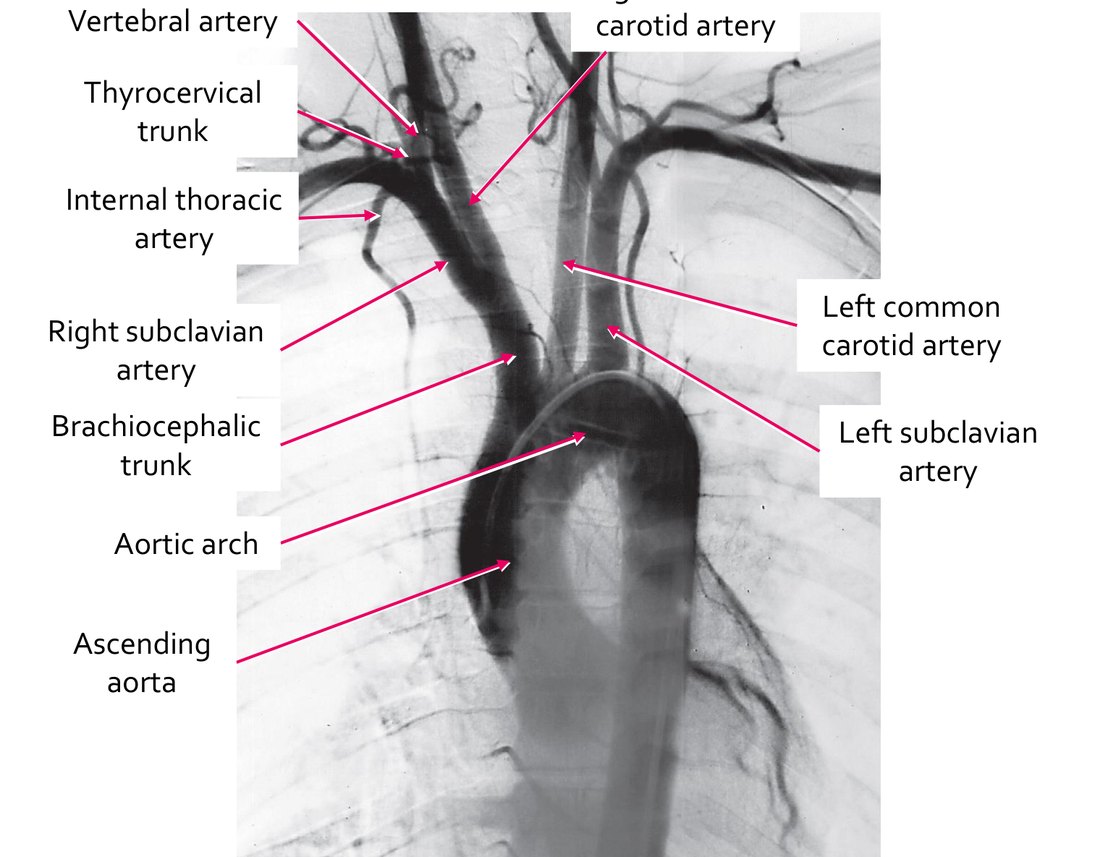 Vertebral artery
carotid artery
Thyrocervical
trunk
Internal thoracic
artery
Right subclavian
artery
Brachiocephalic
trunk
Aortic arch
Ascending
aorta
Left common
carotid artery
Left subclavian
artery